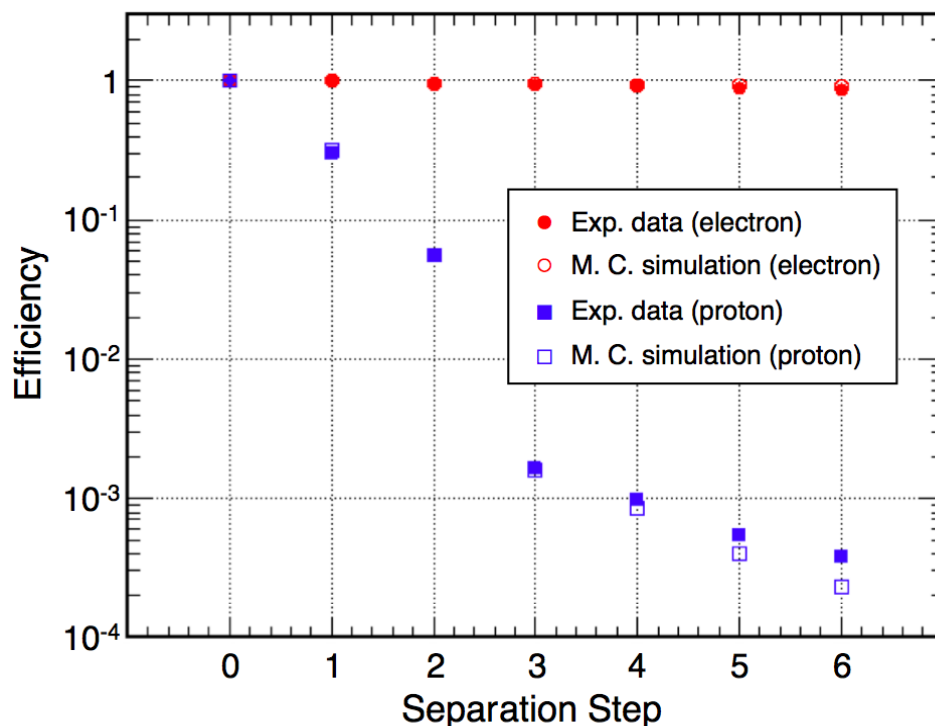 1
10-1
10-2
10-3
10-4
Efficiency
Exp. data (electron)
M. C. simulation (electron)
Exp. data (proton)
M. C. simulation (proton)
0 1 2 3 4 5 6
Separation Step